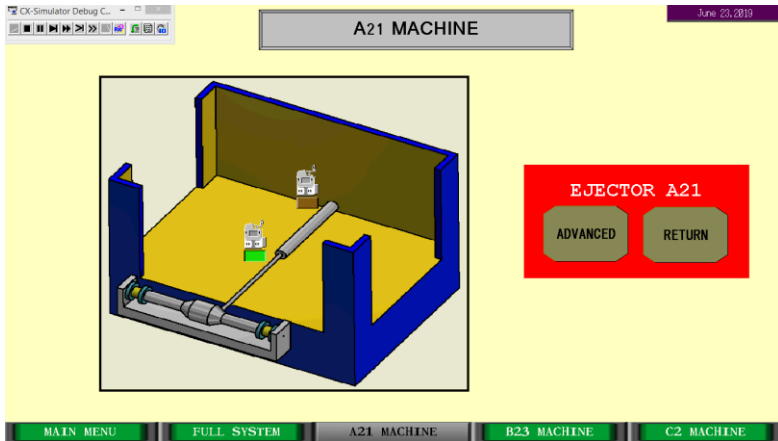 CX-Simulator Debug C...
A21 MACHINE
June 23,2019
EJECTOR A21
ADVANCED
RETURN
MAIN MENU
FULL SYSTEM
A21 MACHINE
B23 MACHINE
C2 MACHINE